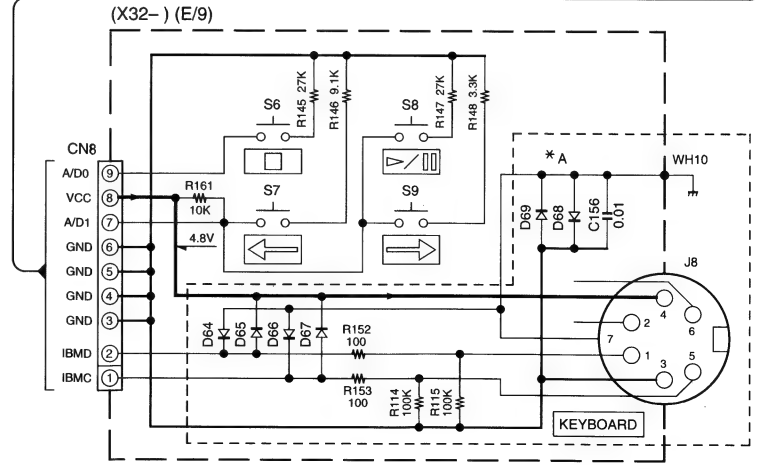 (X32- ) (E/9)
R145 27K
R146 9.1K
R147 27K
R148 3.3K
S6
S8
CN8
* A
WH10
A/D0 9
R161
10K
VCC 8
S7
S9
A/D1 7
D69
D68
C156
0.01
GND 6
4.8V
GND 5
J8
GND 4
4
6
GND 3
D64
D65
D66
D67
R152
100
2
7
IBMD 2
1
IBMC 1
R153
100
R114
100K
R115
100K
3
5
KEYBOARD